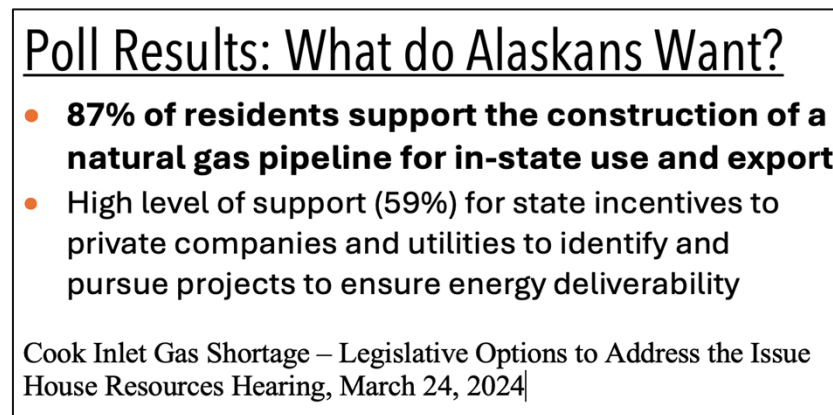 Poll Results: What do Alaskans Want?
• 87% of residents support the construction of a
natural gas pipeline for in-state use and export
• High level of support (59%) for state incentives to
private companies and utilities to identify and
pursue projects to ensure energy deliverability
Cook Inlet Gas Shortage – Legislative Options to Address the Issue
House Resources Hearing, March 24, 2024